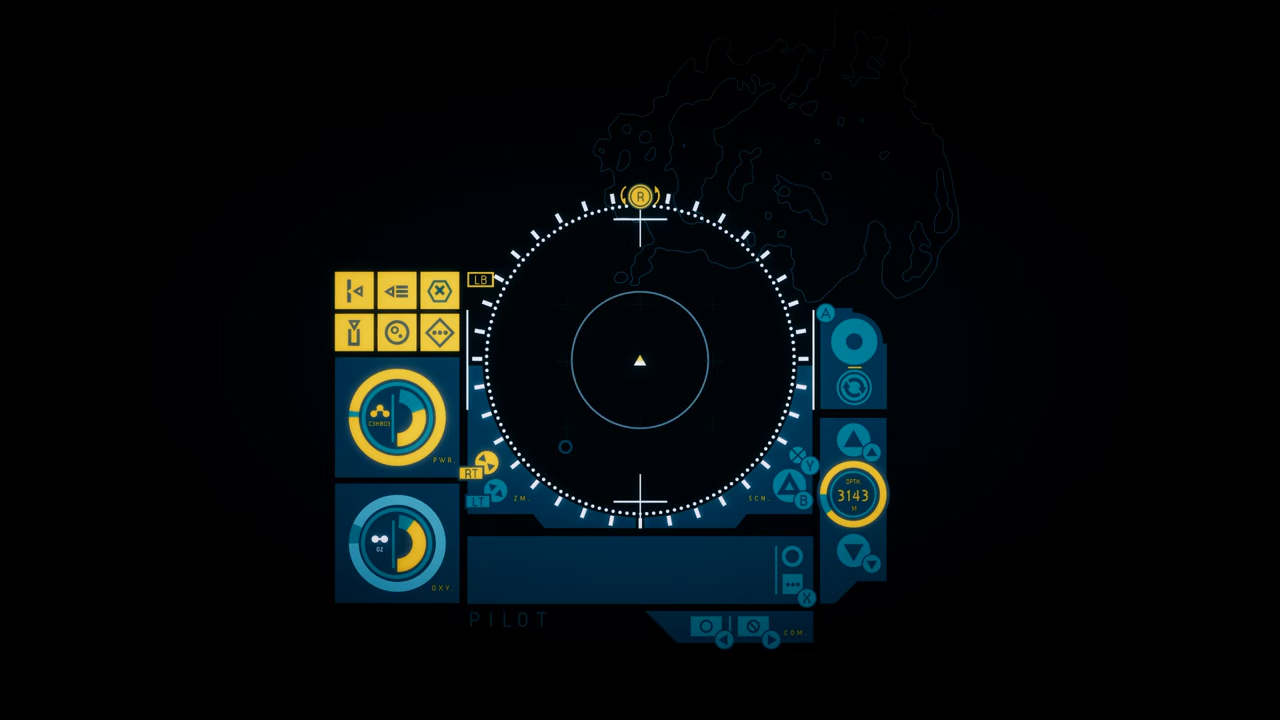 R
LB
A
C3H8O3
PWR.
RT
LT
ZM.
Y
SCN.
B
DPTH.
3143
M
O2
OXY.
X
PILOT
COM.